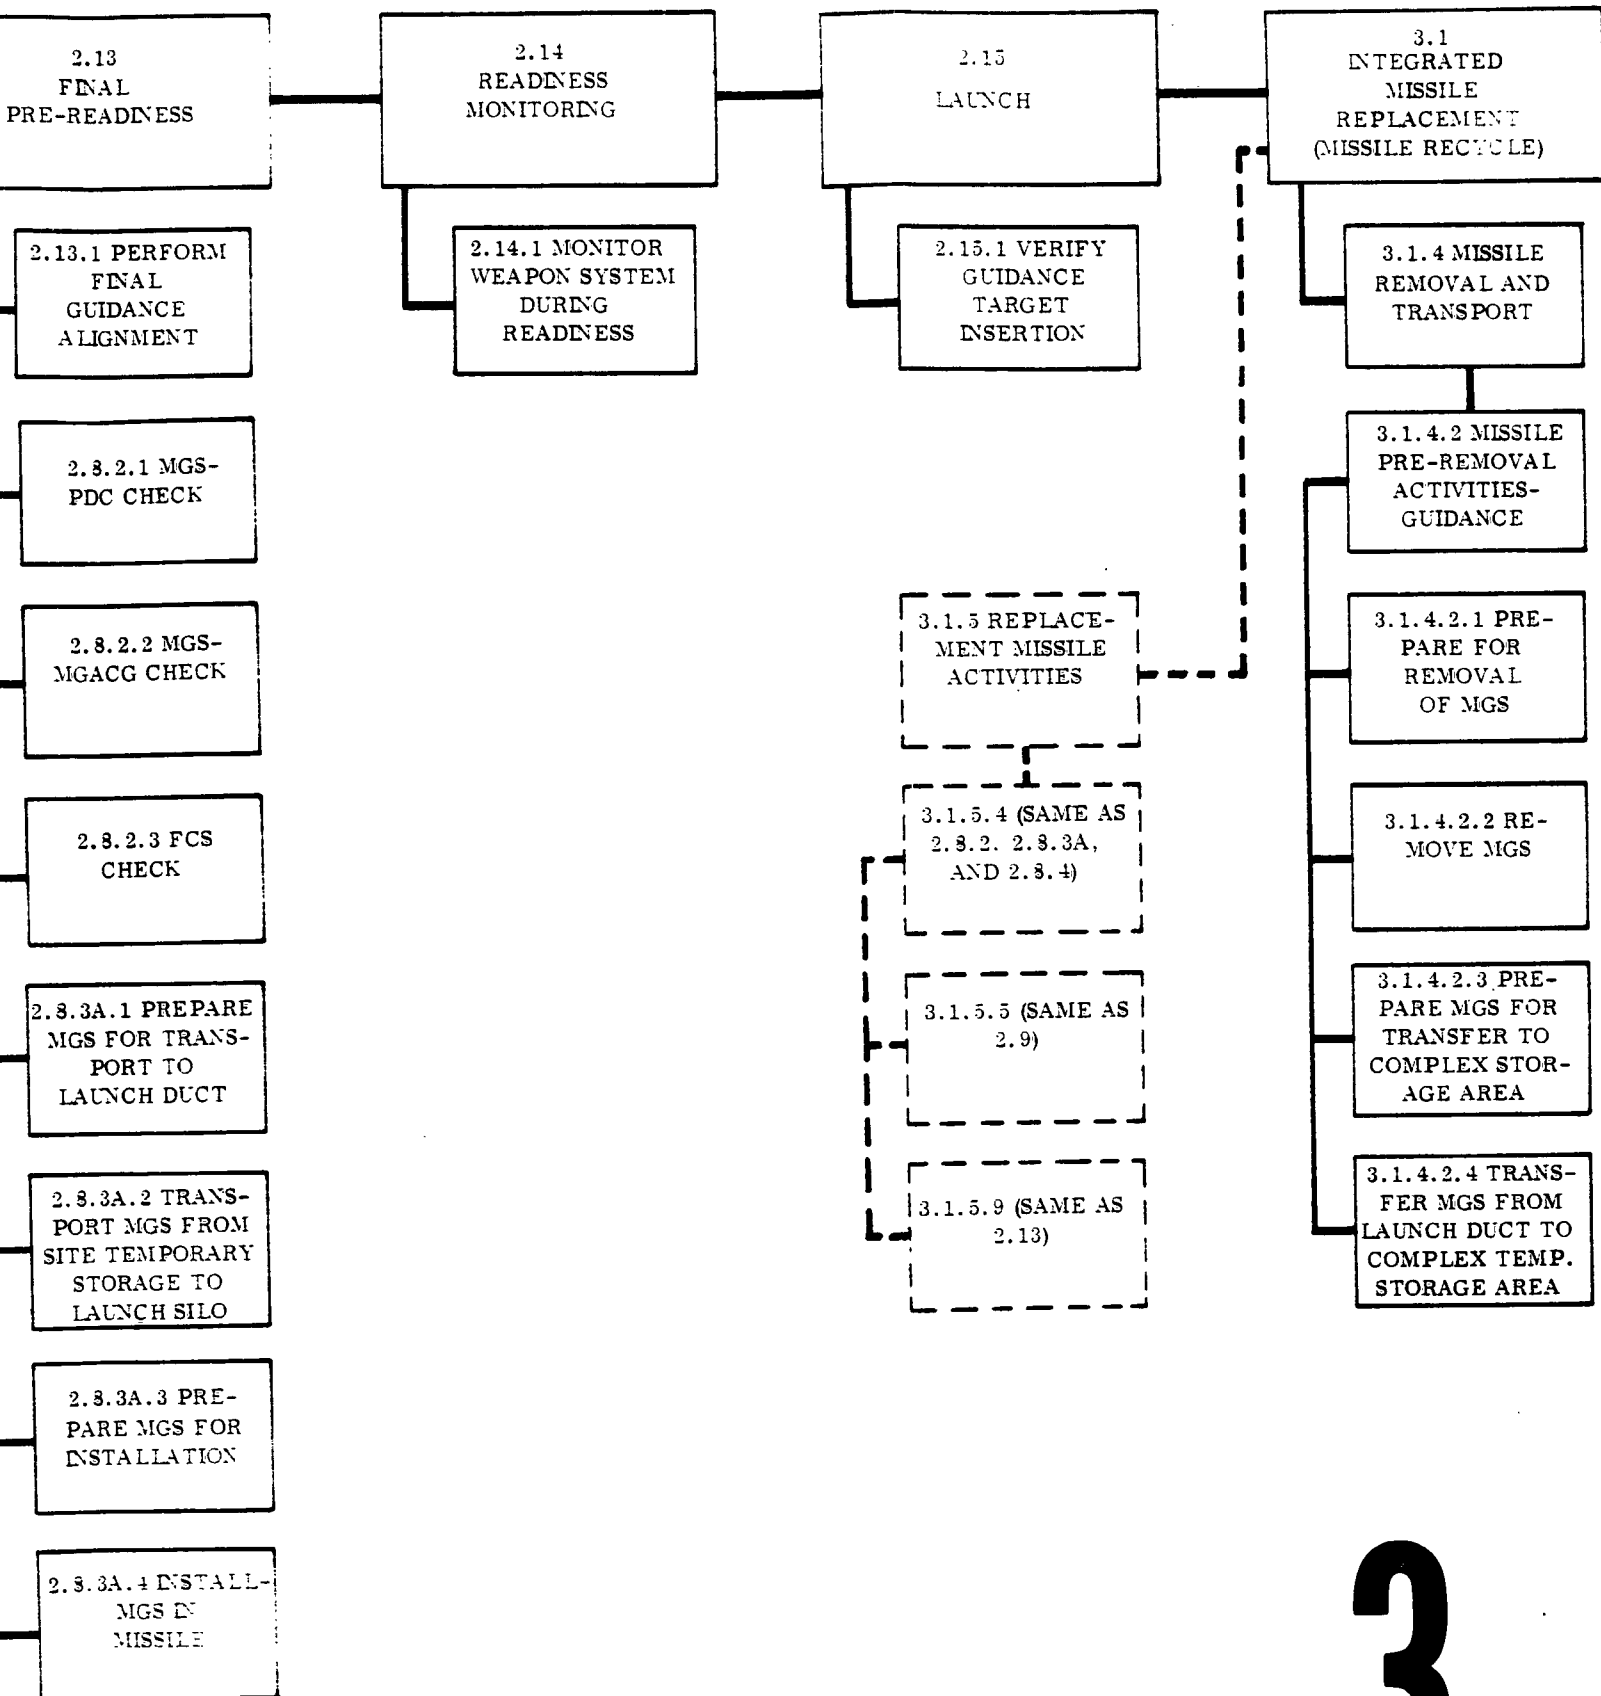 2.13
FINAL
PRE-READINESS
2.14
READINESS
MONITORING
2.15
LAUNCH
3.1
INTEGRATED
MISSILE
REPLACEMENT
(MISSILE RECYCLE)
2.13.1 PERFORM
FINAL
GUIDANCE
ALIGNMENT
2.14.1 MONITOR
WEAPON SYSTEM
DURING
READINESS
2.15.1 VERIFY
GUIDANCE
TARGET
INSERTION
3.1.4 MISSILE
REMOVAL AND
TRANSPORT
2.8.2.1 MGS-
PDC CHECK
3.1.4.2 MISSILE
PRE-REMOVAL
ACTIVITIES-
GUIDANCE
2.8.2.2 MGS-
MGACG CHECK
3.1.5 REPLACE-
MENT MISSILE
ACTIVITIES
3.1.4.2.1 PRE-
PARE FOR
REMOVAL
OF MGS
2.8.2.3 FCS
CHECK
3.1.5.4 (SAME AS
2.8.2. 2.8.3A,
AND 2.8.4)
3.1.4.2.2 RE-
MOVE MGS
2.8.3A.1 PREPARE
MGS FOR TRANS-
PORT TO
LAUNCH DUCT
3.1.5.5 (SAME AS
2.9)
3.1.4.2.3 PRE-
PARE MGS FOR
TRANSFER TO
COMPLEX STOR-
AGE AREA
2.8.3A.2 TRANS-
PORT MGS FROM
SITE TEMPORARY
STORAGE TO
LAUNCH SILO
3.1.5.9 (SAME AS
2.13)
3.1.4.2.4 TRANS-
FER MGS FROM
LAUNCH DUCT TO
COMPLEX TEMP.
STORAGE AREA
2.8.3A.3 PRE-
PARE MGS FOR
INSTALLATION
2.8.3A.4 INSTALL-
MGS IN
MISSILE
3